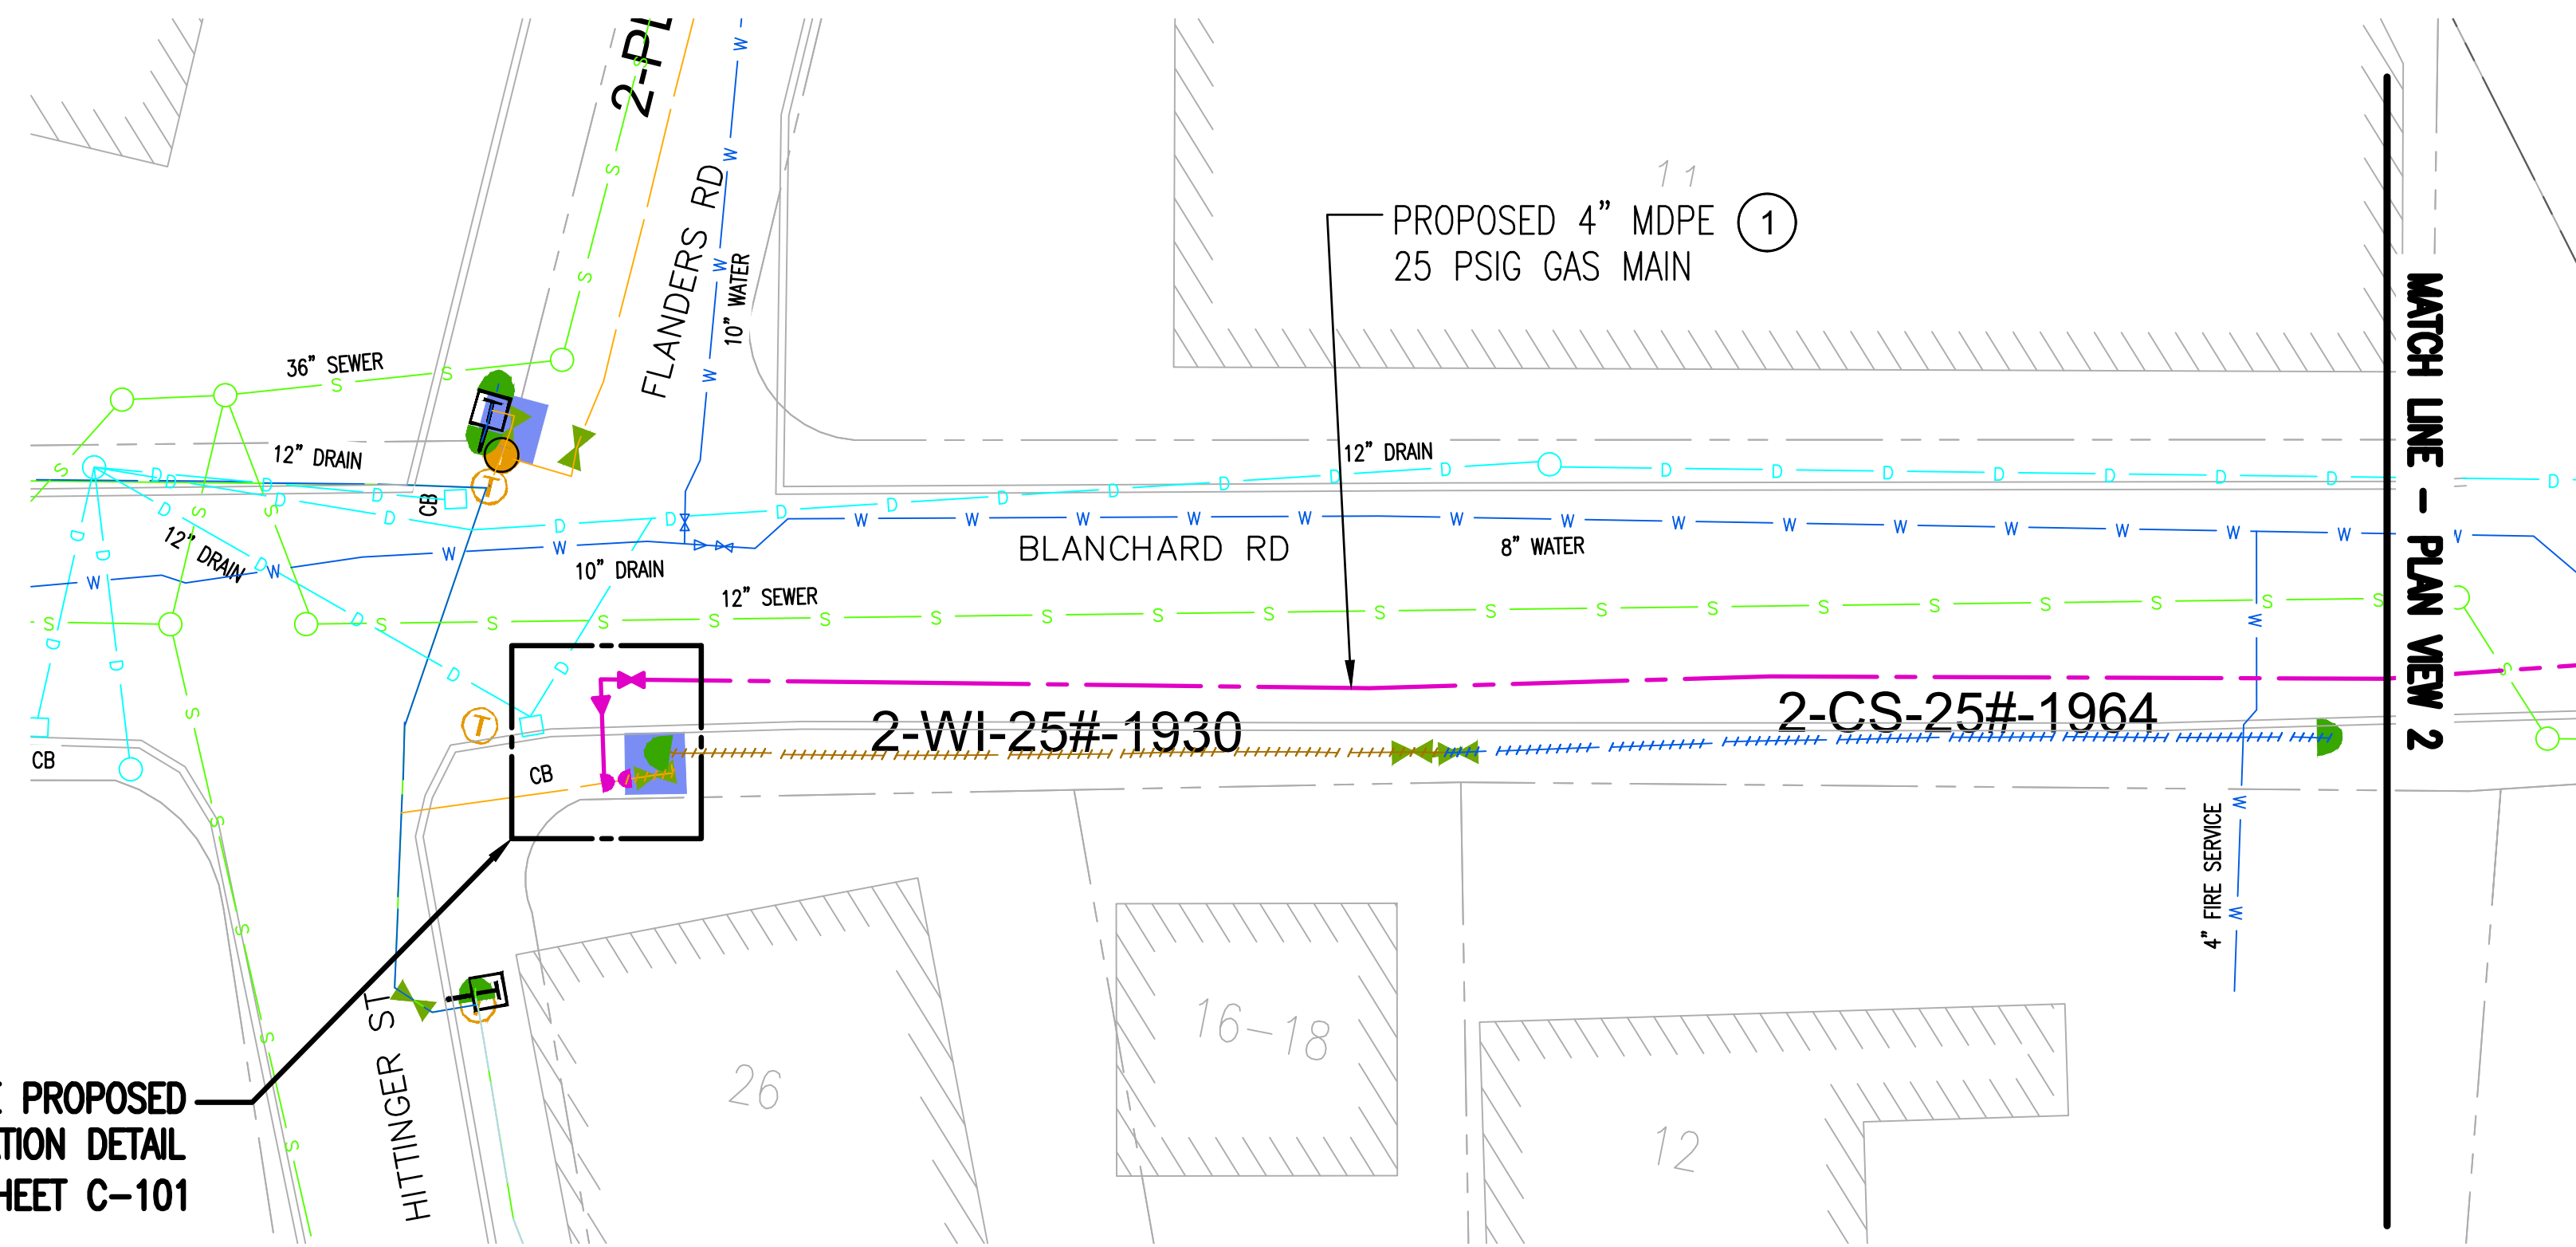 2-PL
FLANDERS RD
10” WATER
11
PROPOSED 4” MDPE 1
25 PSIG GAS MAIN
MATCH LINE – PLAN VIEW 2
36” SEWER
12” DRAIN
CB
12” DRAIN
12” DRAIN
10” DRAIN
BLANCHARD RD
8” WATER
12” SEWER
2-WI-25#-1930
2-CS-25#-1964
CB
CB
4” FIRE SERVICE
HITTINGER ST
26
16–18
12
PROPOSED
TION DETAIL
HEET C–101